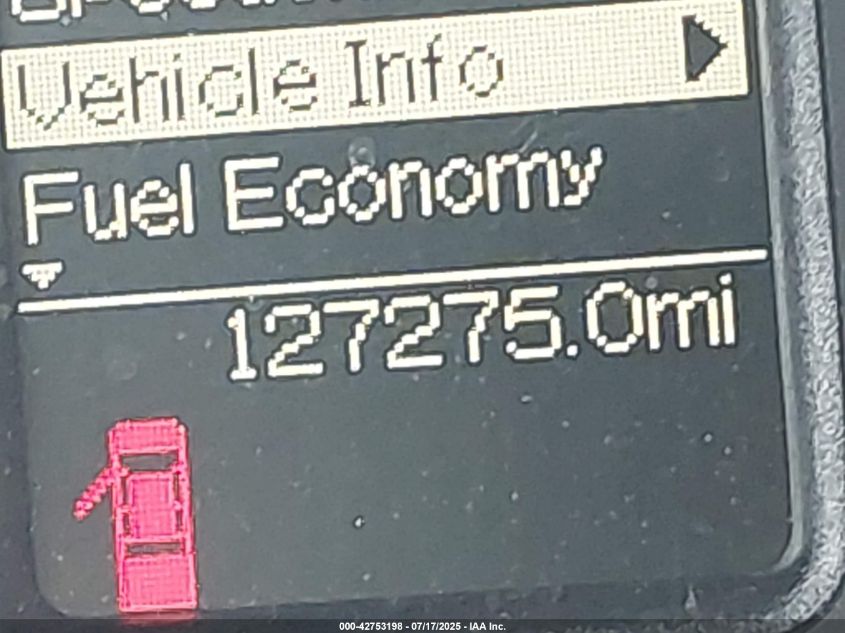 Vehicle Info
Fuel Economy
127275.0mi
000-42753198 - 07/17/2025 - IAA Inc.